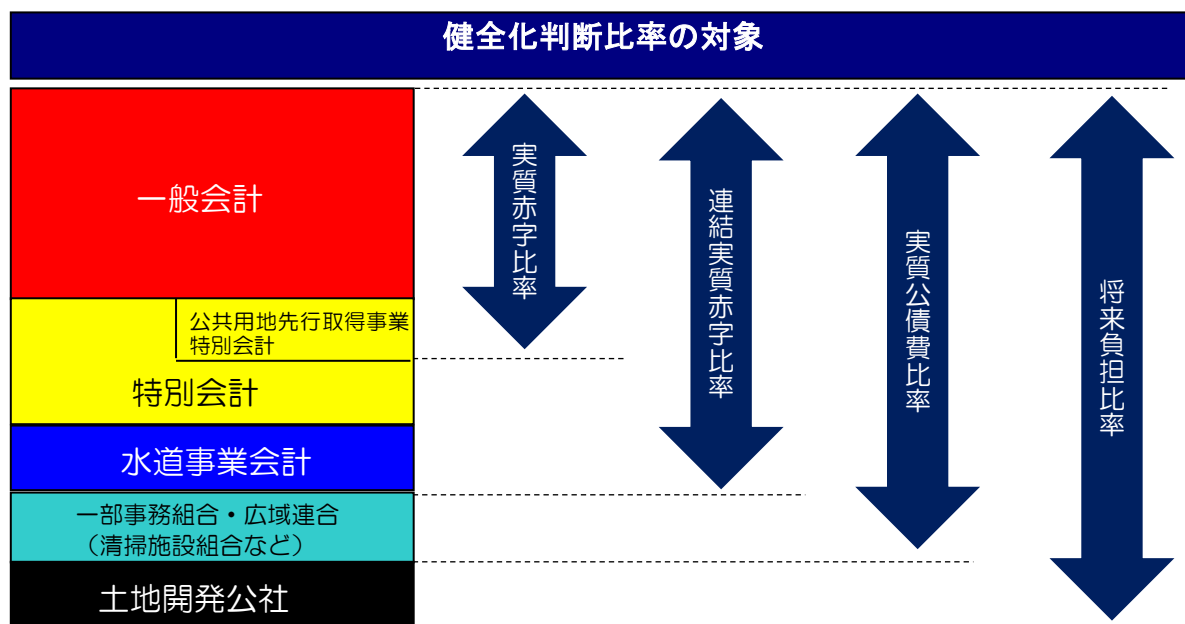 健全化判断比率の対象
一般会計
公共用地先行取得事業
特別会計
特別会計
水道事業会計
一部事務組合・広域連合
（清掃施設組合など）
土地開発公社
実質赤字比率
連結実質赤字比率
実質公債費比率
将来負担比率